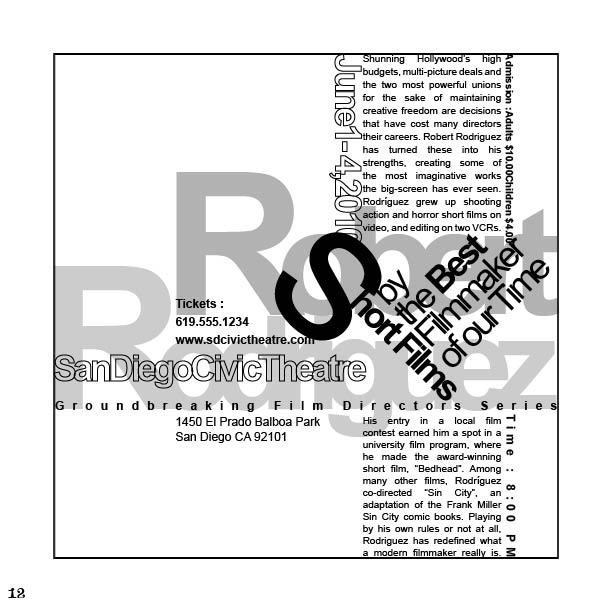 Shunning Hollywood's high
budgets, multi-picture deals and
the two most powerful unions
for the sake of maintaining
creative freedom are decisions
that have cost many directors
their careers. Robert Rodriguez
has turned these into his
strengths, creating some of
the most imaginative works
the big-screen has ever seen.
Rodríguez grew up shooting
action and horror short films on
video, and editing on two VCRs.
June1-4,2010
Admission :Adults $10.00Children $4.00
Robert
Rodriguez
Short Films
by
the Best
Filmmaker
of our Time
Tickets :
619.555.1234
www.sdcivictheatre.com
SanDiegoCivicTheatre
Groundbreaking Film Directors Series
1450 El Prado Balboa Park
San Diego CA 92101
His entry in a local film
contest earned him a spot in a
university film program, where
he made the award-winning
short film, “Bedhead”. Among
many other films, Rodríguez
co-directed “Sin City”, an
adaptation of the Frank Miller
Sin City comic books. Playing
by his own rules or not at all,
Rodriguez has redefined what
a modern filmmaker really is.
Time : 8:00 PM
12